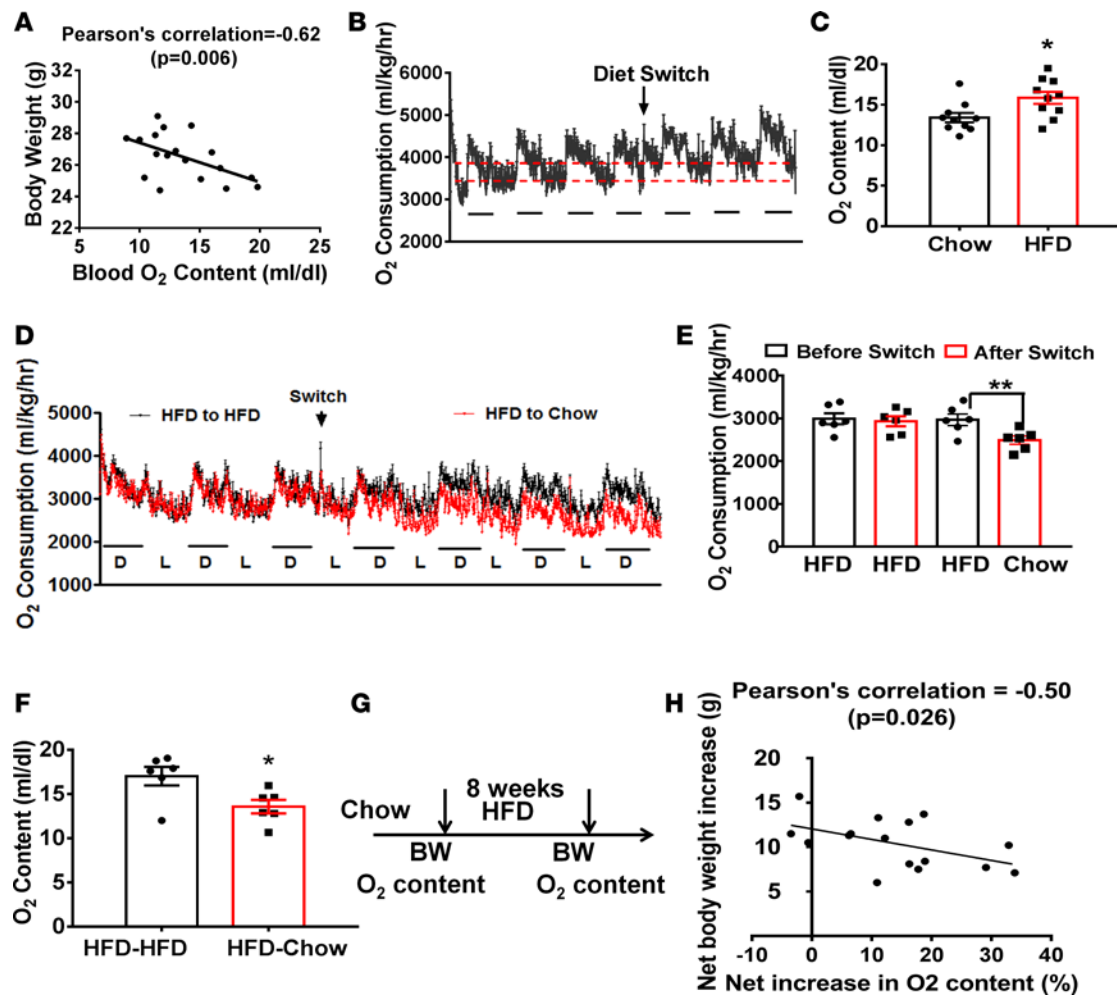 A
Pearson's correlation=-0.62
(p=0.006)
Body Weight (g)
32
30
28
26
24
22
5
10
15
20
25
Blood O₂ Content (ml/dl)
B
O₂ Consumption (ml/kg/hr)
6000
5000
4000
3000
2000
Diet Switch
C
O₂ Content (ml/dl)
20
15
10
5
0
*
Chow
HFD
D
O₂ Consumption (ml/kg/hr)
5000
4000
3000
2000
1000
HFD to HFD
Switch
HFD to Chow
D L D L D L D L D L D L D
E
Before Switch
After Switch
O₂ Consumption (ml/kg/hr)
4000
3000
2000
1000
0
**
HFD HFD HFD Chow
F
O₂ Content (ml/dl)
20
15
10
5
0
*
HFD-HFD
HFD-Chow
G
Chow
8 weeks
HFD
BW
BW
O₂ content
O₂ content
H
Pearson's correlation = -0.50
(p=0.026)
Net body weight increase (g)
20
15
10
5
-10
0
10
20
30
40
Net increase in O2 content (%)